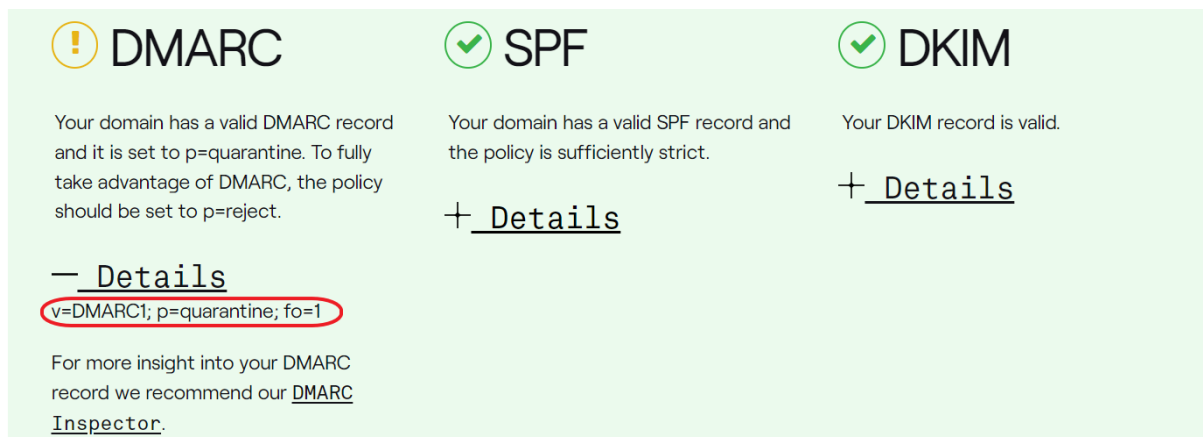 DMARC
Your domain has a valid DMARC record
and it is set to p=quarantine. To fully
take advantage of DMARC, the policy
should be set to p=reject.
— Details
v=DMARC1; p=quarantine; fo=1
For more insight into your DMARC
record we recommend our DMARC
Inspector.
SPF
Your domain has a valid SPF record and
the policy is sufficiently strict.
+ Details
DKIM
Your DKIM record is valid.
+ Details